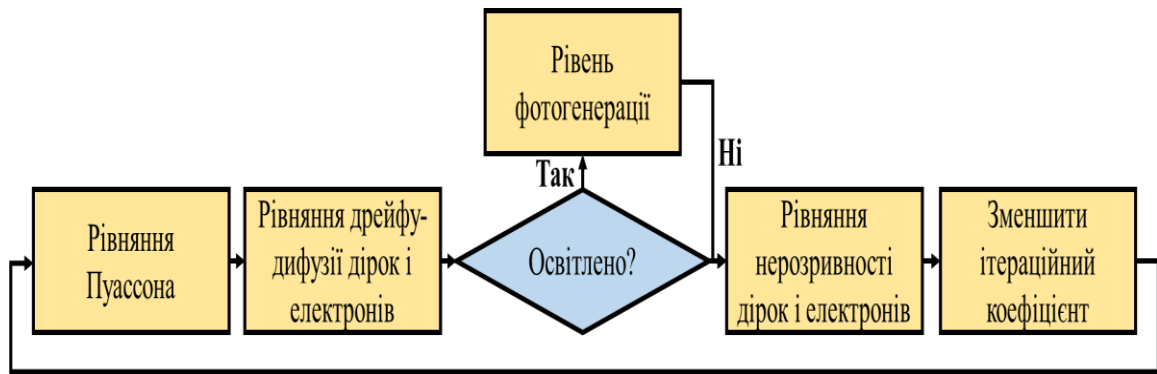 Рівень
фотогенерації
Так
Ні
Рівняння
Пуассона
Рівняння дрейфу-
дифузії дірок і
електронів
Освітлено?
Рівняння
нерозривності
дірок і електронів
Зменшити
ітераційний
коефіцієнт